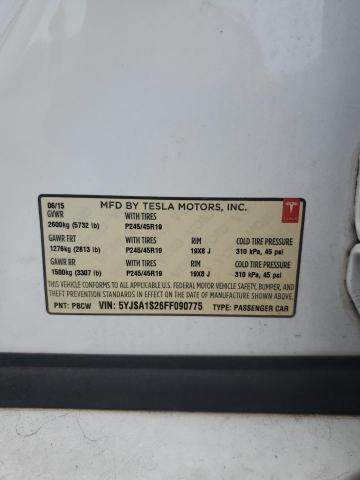 06/15 MFD BY TESLA MOTORS, INC.
GVWR WITH TIRES
2600kg (5732 lb) P245/45R19
GAWR FRT WITH TIRES RIM COLD TIRE PRESSURE
1276kg (2813 lb) P245/45R19 19X8 J 310 kPa, 45 psi
GAWR RR WITH TIRES RIM COLD TIRE PRESSURE
1500kg (3307 lb) P245/45R19 19X8 J 310 kPa, 45 psi
THIS VEHICLE CONFORMS TO ALL APPLICABLE U.S. FEDERAL MOTOR VEHICLE SAFETY, BUMPER, AND
THEFT PREVENTION STANDARDS IN EFFECT ON THE DATE OF MANUFACTURE SHOWN ABOVE.
PNT: PBCW VIN: 5YJSA1S26FF090775 TYPE: PASSENGER CAR
TESLA